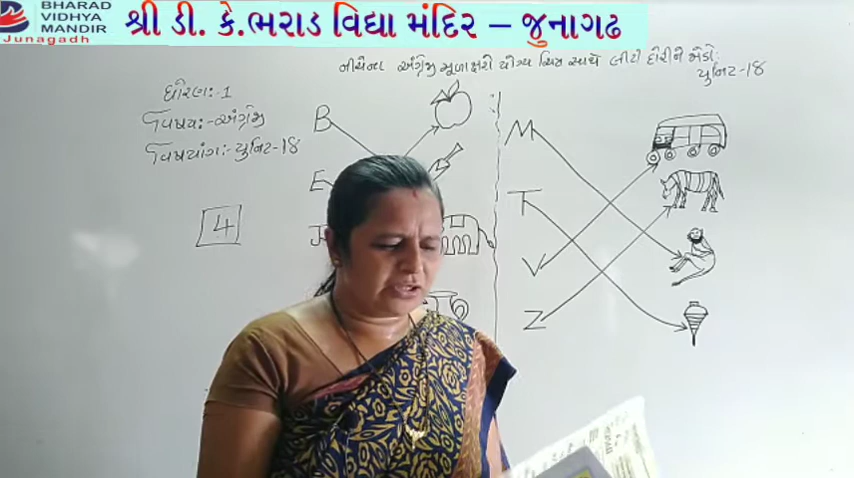 BHARAD
VIDHYA
MANDIR
Junagadh
શ્રી ડી. કે.ભરાડ વિદ્યા મંદિર – જુનાગઢ
નીચેના અંગ્રેજી મૂળાક્ષરો યોગ્ય ચિત્ર સાથે લીટી દોરીને જોડો.
યુનિટ-18
ધોરણ:-1
વિષય:-અંગ્રેજી
વિષયાંગ:-યુનિટ-18
4
B
E
M
T
V
Z